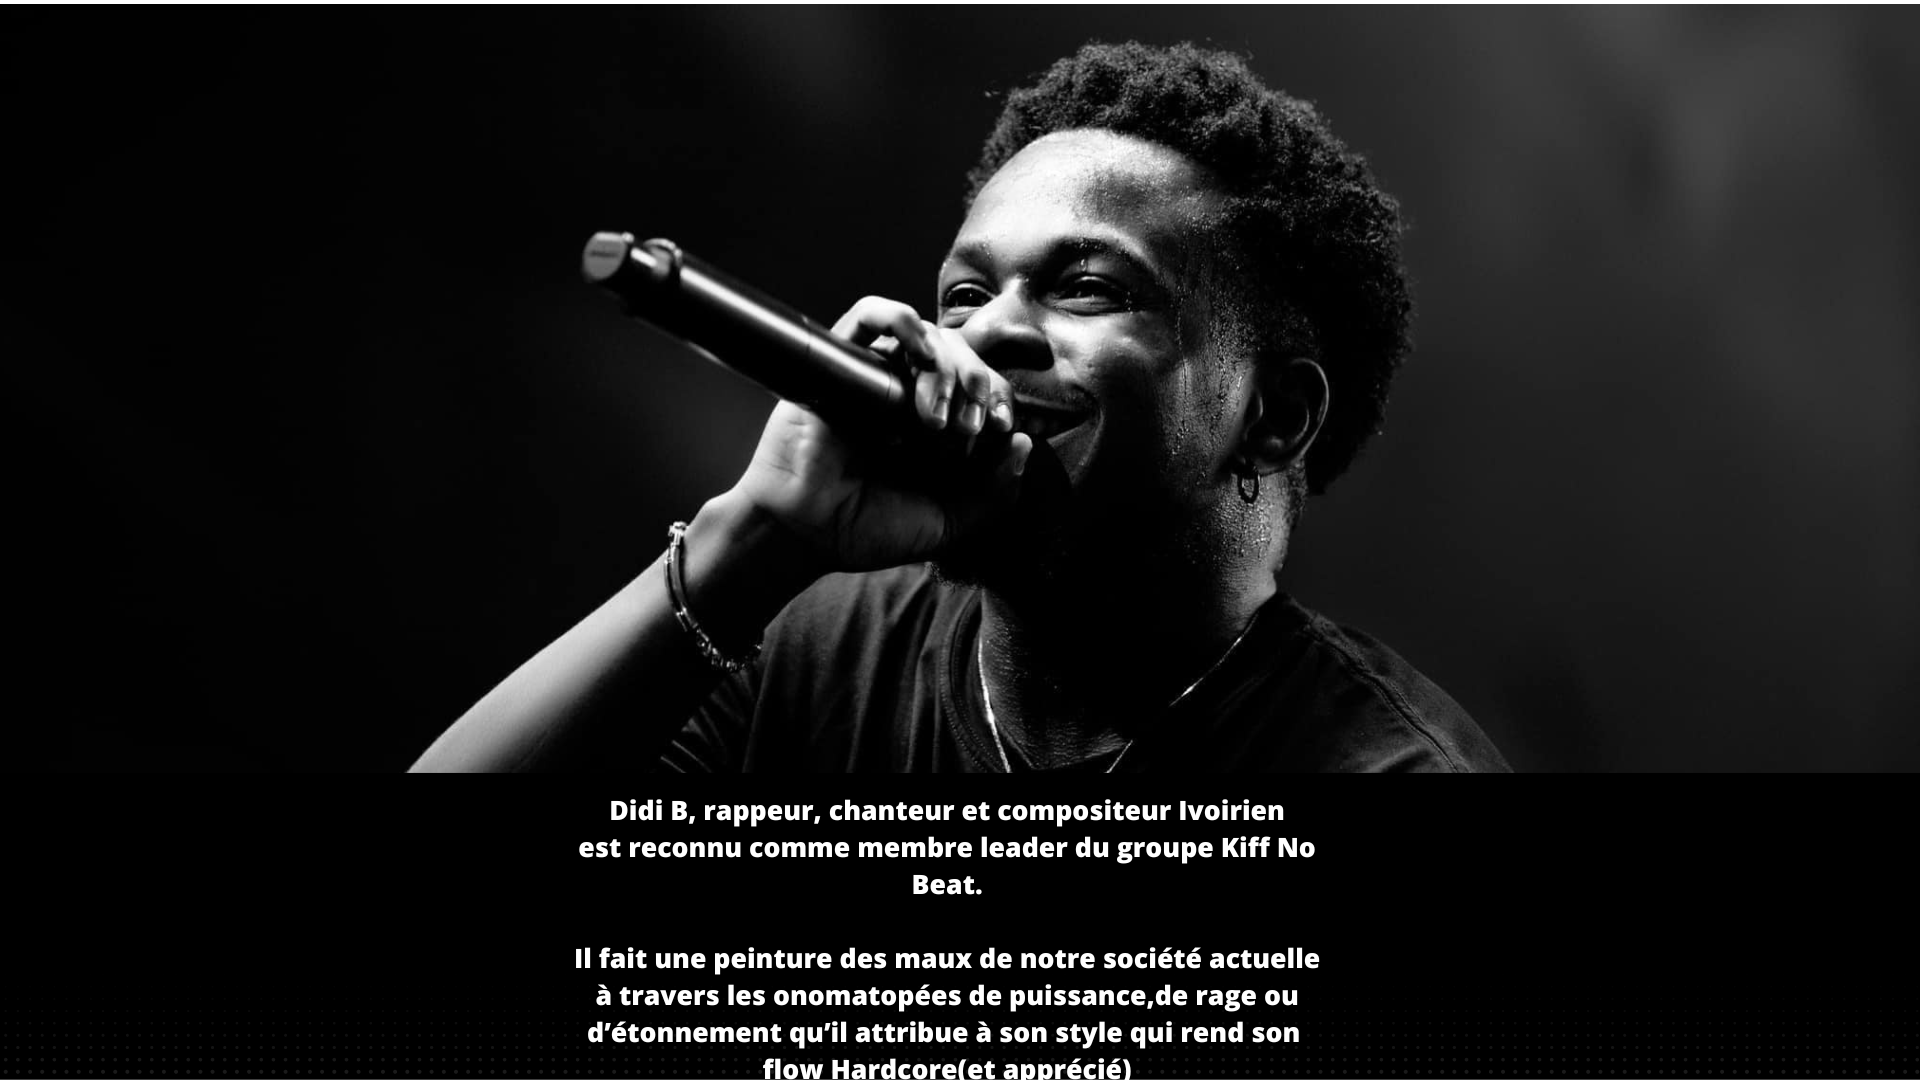 Didi B, rappeur, chanteur et compositeur Ivoirien
est reconnu comme membre leader du groupe Kiff No
Beat.
Il fait une peinture des maux de notre société actuelle
à travers les onomatopées de puissance,de rage ou
d’étonnement qu’il attribue à son style qui rend son
flow Hardcore(et apprécié)